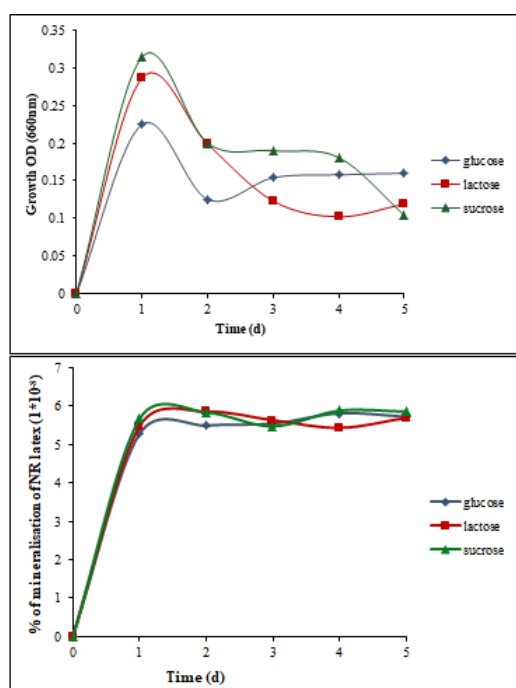 0.35
0.3
0.25
0.2
0.15
0.1
0.05
0
0 1 2 3 4 5
Growth OD (660nm)
Time (d)
glucose
lactose
sucrose
7
6
5
4
3
2
1
0
0 1 2 3 4 5
% of mineralisation of NR latex (1*10-8)
Time (d)
glucose
lactose
sucrose